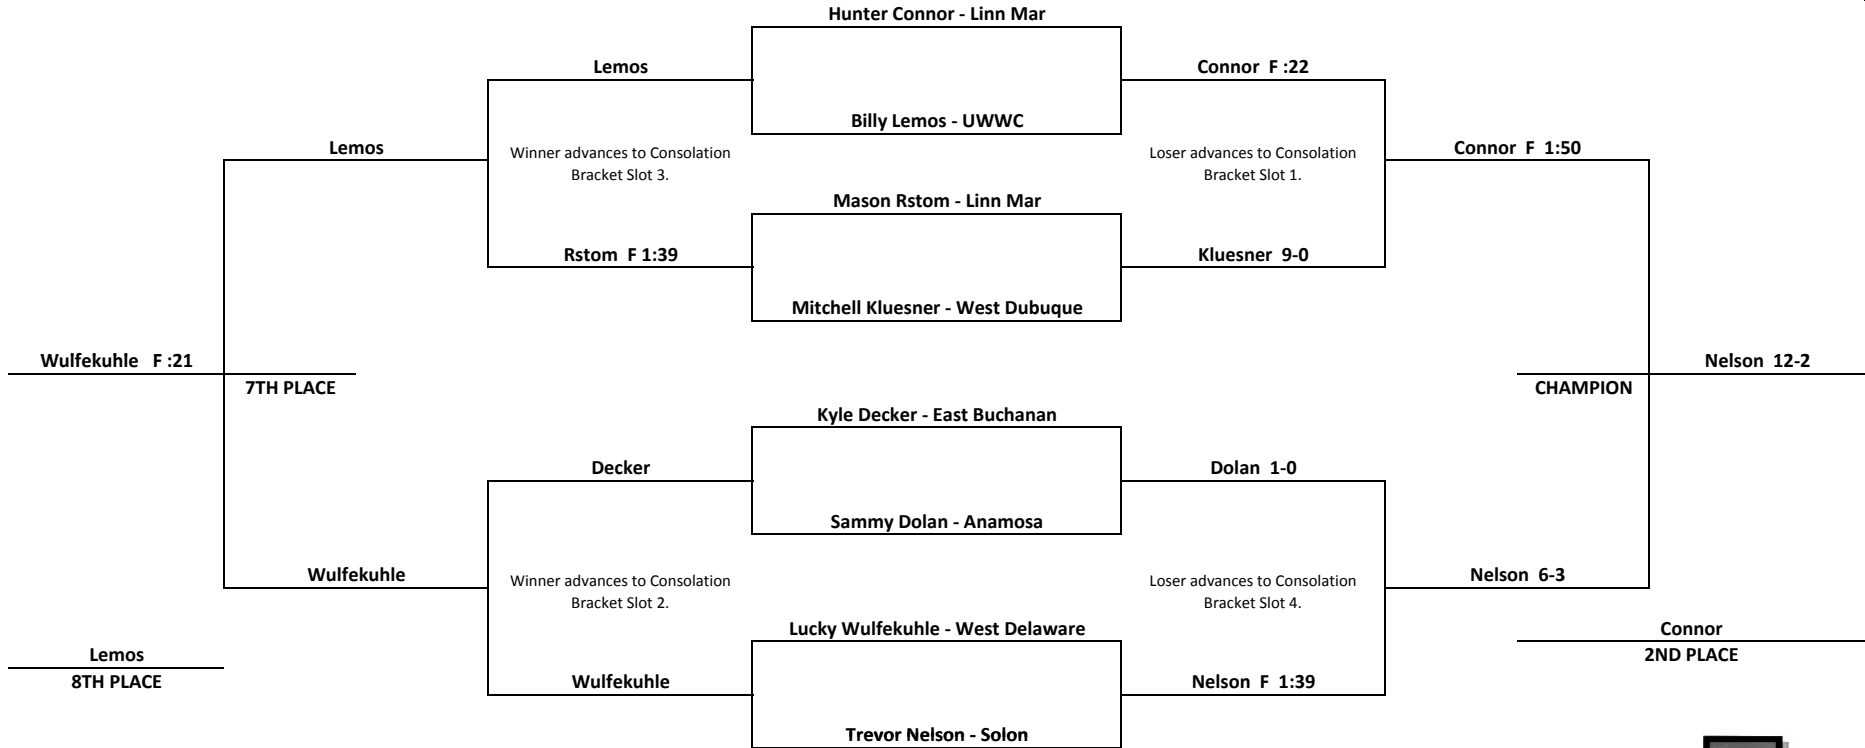 Hunter Connor - Linn Mar
Lemos
Connor F :22
Billy Lemos - UWWC
Lemos
Winner advances to Consolation
Bracket Slot 3.
Loser advances to Consolation
Bracket Slot 1.
Connor F 1:50
Mason Rstom - Linn Mar
Rstom F 1:39
Kluesner 9-0
Mitchell Kluesner - West Dubuque
Wulfekuhle F :21
7TH PLACE
Nelson 12-2
CHAMPION
Kyle Decker - East Buchanan
Decker
Dolan 1-0
Sammy Dolan - Anamosa
Wulfekuhle
Winner advances to Consolation
Bracket Slot 2.
Loser advances to Consolation
Bracket Slot 4.
Nelson 6-3
Lucky Wulfekuhle - West Delaware
Lemos
8TH PLACE
Connor
2ND PLACE
Wulfekuhle
Nelson F 1:39
Trevor Nelson - Solon